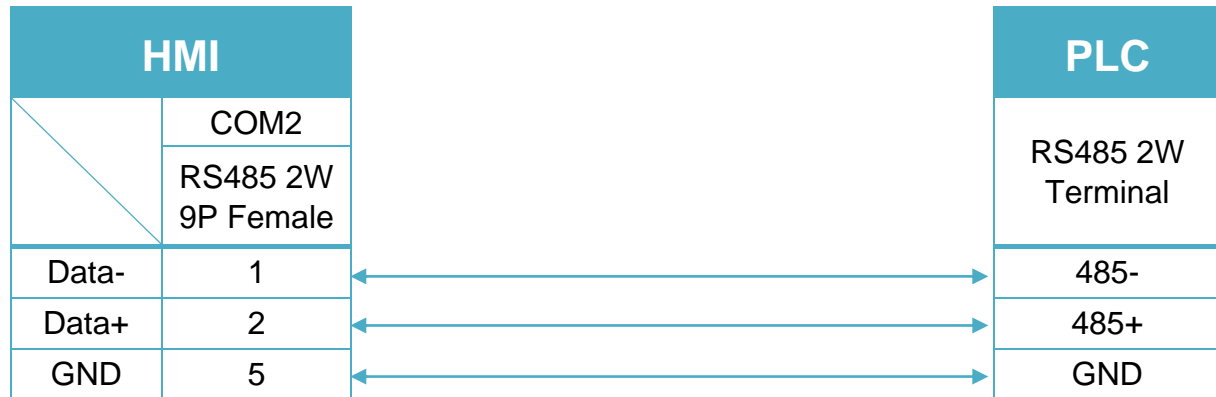 HMI
PLC
COM2
RS485 2W
9P Female
RS485 2W
Terminal
Data- 1 485-
Data+ 2 485+
GND 5 GND